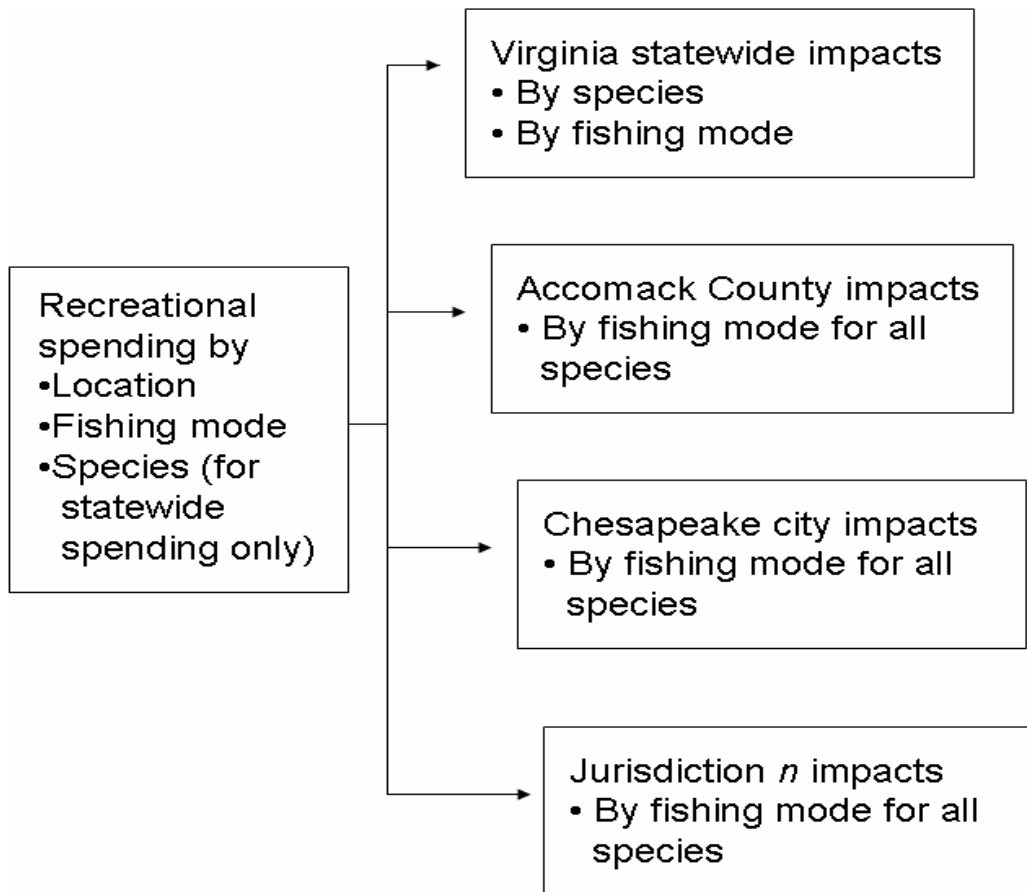 Virginia statewide impacts
• By species
• By fishing mode
Recreational
spending by
•Location
•Fishing mode
•Species (for
statewide
spending only)
Accomack County impacts
• By fishing mode for all
species
Chesapeake city impacts
• By fishing mode for all
species
Jurisdiction n impacts
• By fishing mode for all
species